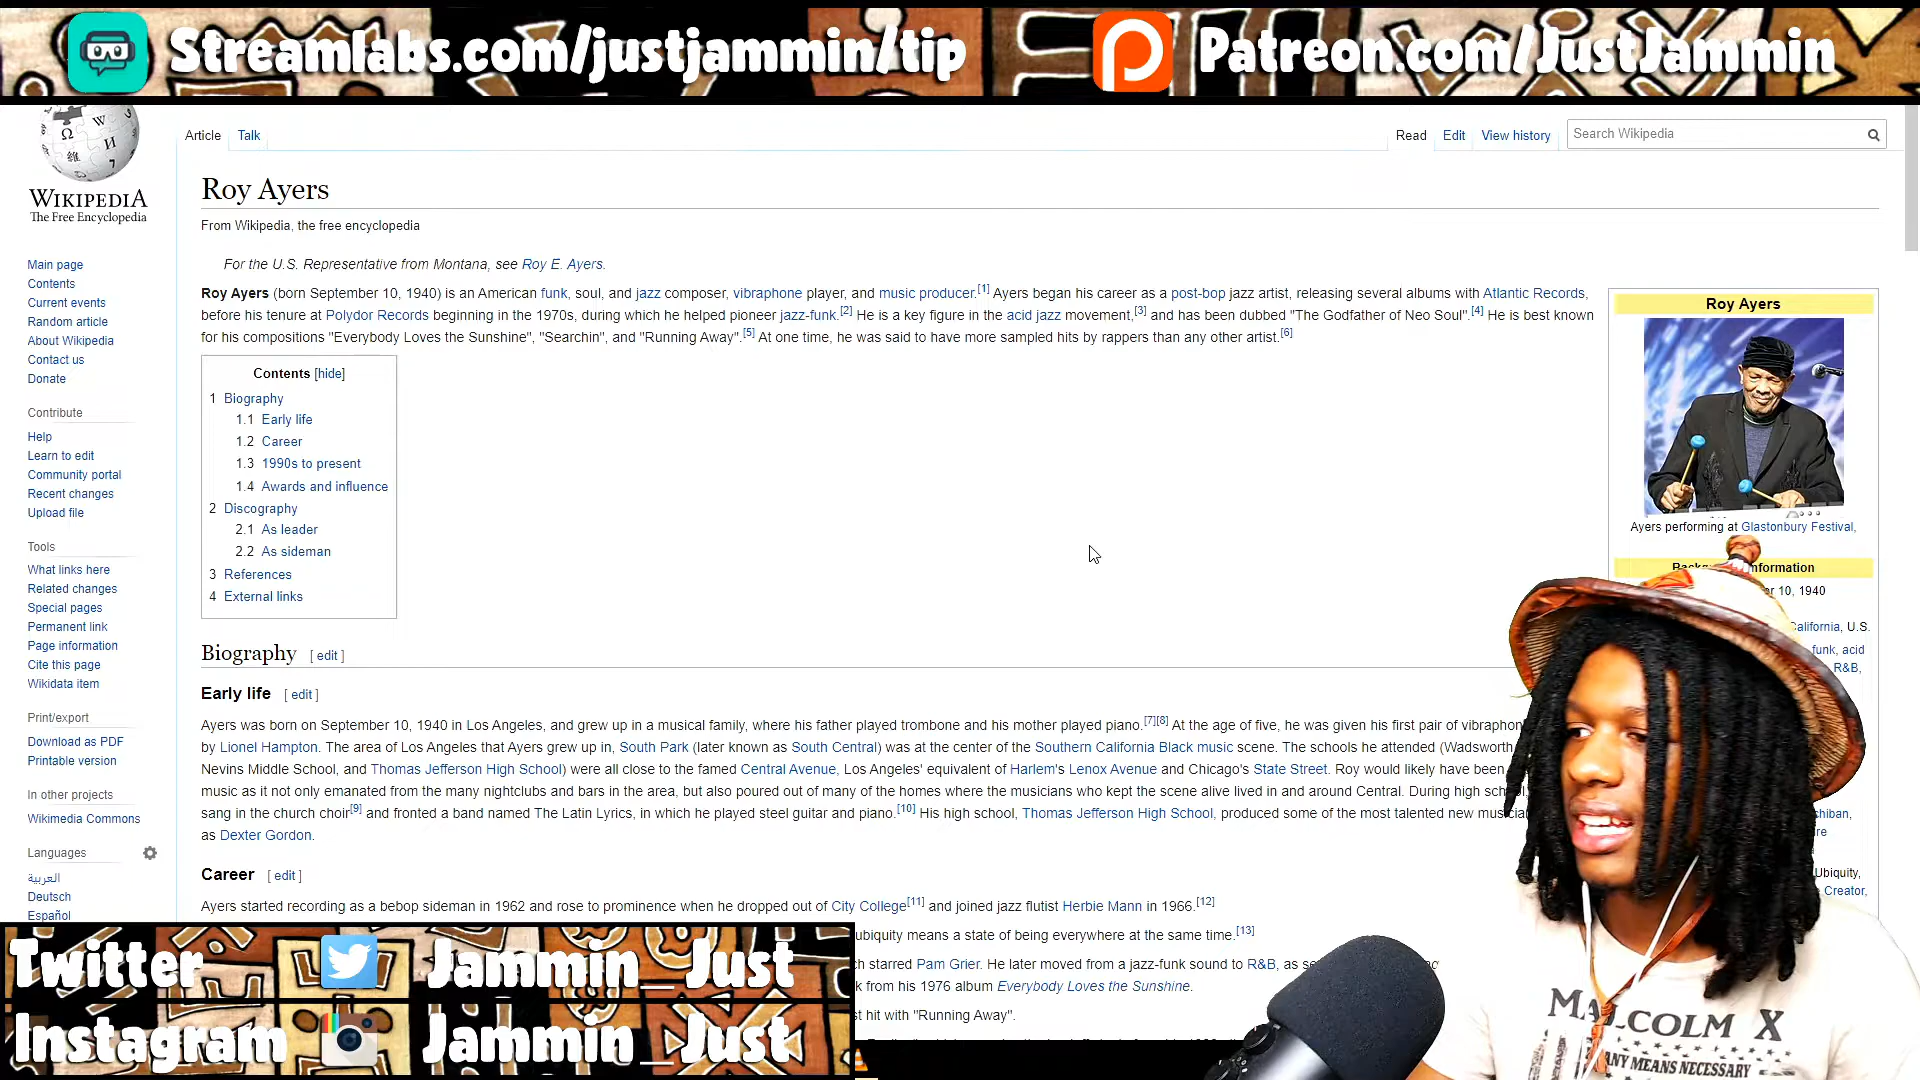 Streamlabs.com/justjammin/tip
Patreon.com/JustJammin
WIKIPEDIA
The Free Encyclopedia
Article
Talk
Read
Edit
View history
Search Wikipedia
Roy Ayers
From Wikipedia, the free encyclopedia
For the U.S. Representative from Montana, see Roy E. Ayers.
Roy Ayers (born September 10, 1940) is an American funk, soul, and jazz composer, vibraphone player, and music producer.[1] Ayers began his career as a post-bop jazz artist, releasing several albums with Atlantic Records,
before his tenure at Polydor Records beginning in the 1970s, during which he helped pioneer jazz-funk.[2] He is a key figure in the acid jazz movement,[3] and has been dubbed "The Godfather of Neo Soul".[4] He is best known
for his compositions "Everybody Loves the Sunshine", "Searchin", and "Running Away".[5] At one time, he was said to have more sampled hits by rappers than any other artist.[6]
Contents [hide]
1 Biography
1.1 Early life
1.2 Career
1.3 1990s to present
1.4 Awards and influence
2 Discography
2.1 As leader
2.2 As sideman
3 References
4 External links
Biography [ edit ]
Early life [ edit ]
Ayers was born on September 10, 1940 in Los Angeles, and grew up in a musical family, where his father played trombone and his mother played piano.[7][8] At the age of five, he was given his first pair of
by Lionel Hampton. The area of Los Angeles that Ayers grew up in, South Park (later known as South Central) was at the center of the Southern California Black music scene. The schools he attended (Wadsworth
Nevins Middle School, and Thomas Jefferson High School) were all close to the famed Central Avenue, Los Angeles' equivalent of Harlem's Lenox Avenue and Chicago's State Street. Roy would likely have been
music as it not only emanated from the many nightclubs and bars in the area, but also poured out of many of the homes where the musicians who kept the scene alive lived in and around Central. During high
sang in the church choir[9] and fronted a band named The Latin Lyrics, in which he played steel guitar and piano.[10] His high school, Thomas Jefferson High School, produced some of the most talented new
as Dexter Gordon.
Career [ edit ]
Ayers started recording as a bebop sideman in 1962 and rose to prominence when he dropped out of City College[11] and joined jazz flutist Herbie Mann in 1966.[12]
ubiquity means a state of being everywhere at the same time.[13]
starred Pam Grier. He later moved from a jazz-funk sound to R&B, as
from his 1976 album Everybody Loves the Sunshine.
hit with "Running Away".
Main page
Contents
Current events
Random article
About Wikipedia
Contact us
Donate
Contribute
Help
Learn to edit
Community portal
Recent changes
Upload file
Tools
What links here
Related changes
Special pages
Permanent link
Page information
Cite this page
Wikidata item
Print/export
Download as PDF
Printable version
In other projects
Wikimedia Commons
Languages
العربية
Deutsch
Español
Roy Ayers
Ayers performing at Glastonbury Festival,
10, 1940
California, U.S.
funk, acid
R&B,
Ubiquity,
Creator,
Twitter
Jammin_Just
Instagram
Jammin_Just
MALCOLM X
ANY MEANS NECESSARY